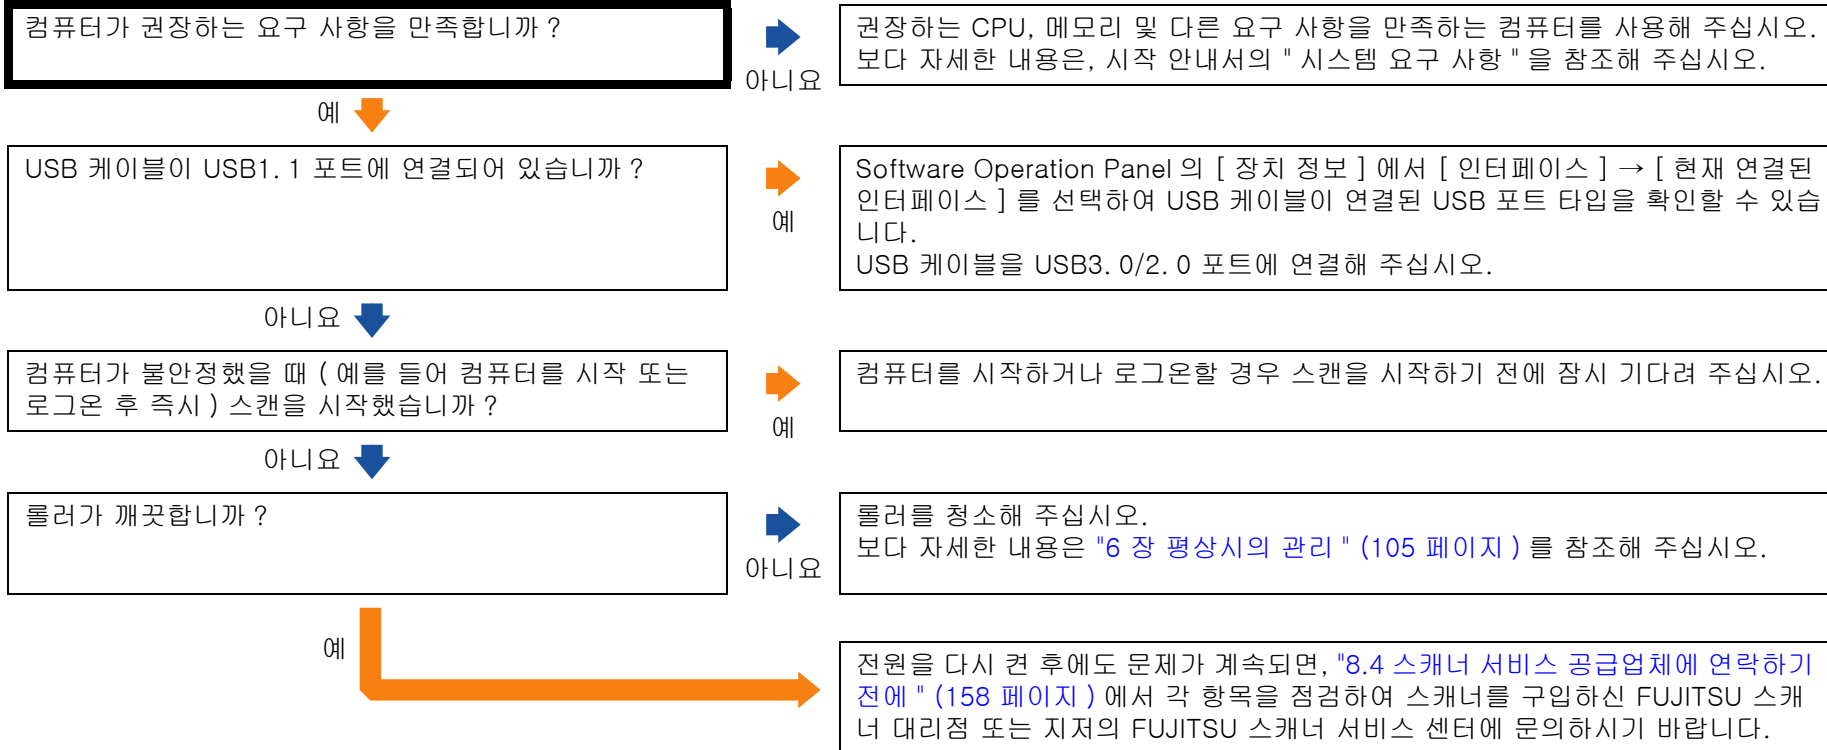 컴퓨터가 권장하는 요구 사항을 만족합니까 ?
아니요
권장하는 CPU, 메모리 및 다른 요구 사항을 만족하는 컴퓨터를 사용해 주십시오.
보다 자세한 내용은, 시작 안내서의 " 시스템 요구 사항 " 을 참조해 주십시오.
예
USB 케이블이 USB1. 1 포트에 연결되어 있습니까 ?
예
Software Operation Panel 의 [ 장치 정보 ] 에서 [ 인터페이스 ] → [ 현재 연결된
인터페이스 ] 를 선택하여 USB 케이블이 연결된 USB 포트 타입을 확인할 수 있습
니다.
USB 케이블을 USB3. 0/2. 0 포트에 연결해 주십시오.
아니요
컴퓨터가 불안정했을 때 ( 예를 들어 컴퓨터를 시작 또는
로그온 후 즉시 ) 스캔을 시작했습니까 ?
예
컴퓨터를 시작하거나 로그온할 경우 스캔을 시작하기 전에 잠시 기다려 주십시오.
아니요
롤러가 깨끗합니까 ?
아니요
롤러를 청소해 주십시오.
보다 자세한 내용은 "6 장 평상시의 관리 " (105 페이지 ) 를 참조해 주십시오.
예
전원을 다시 켠 후에도 문제가 계속되면, "8.4 스캐너 서비스 공급업체에 연락하기
전에 " (158 페이지 ) 에서 각 항목을 점검하여 스캐너를 구입하신 FUJITSU 스캐
너 대리점 또는 지저의 FUJITSU 스캐너 서비스 센터에 문의하시기 바랍니다.